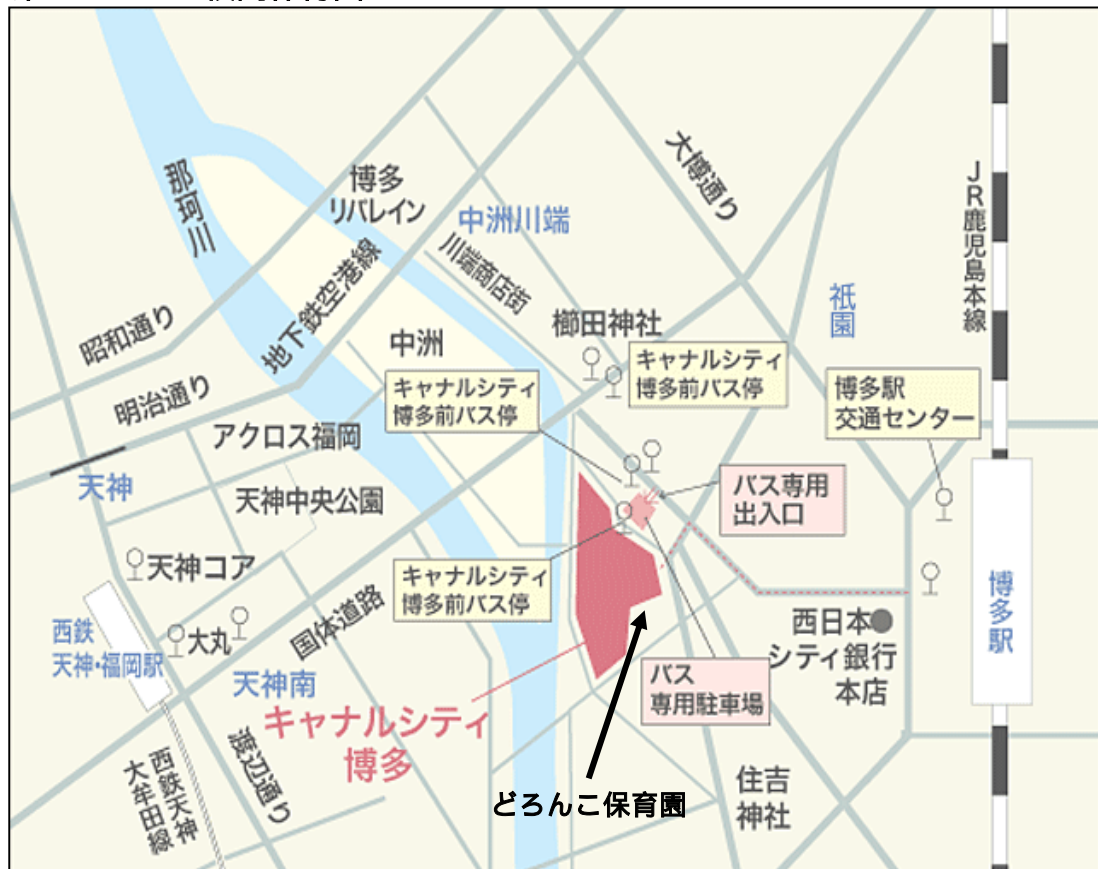 那珂川
博多
リバレイン
中洲川端
大博通り
JR鹿児島本線
川端商店街
地下鉄空港線
昭和通り
明治通り
祇園
櫛田神社
中洲
キャナルシティ
博多前バス停
キャナルシティ
博多前バス停
博多駅
交通センター
アクロス福岡
天神
天神中央公園
バス専用
出入口
天神コア
キャナルシティ
博多前バス停
国体道路
大丸
西鉄
天神・福岡駅
天神南
博多駅
西日本
シティ銀行
本店
バス
専用駐車場
キャナルシティ
博多
渡辺通り
西鉄天神
大牟田線
住吉
神社
どろんこ保育園